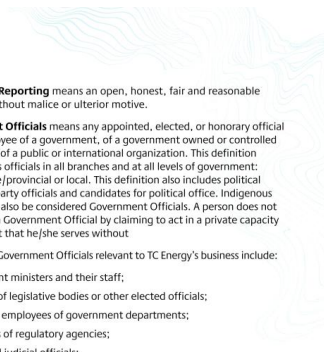 Reporting means an open, honest, fair and reasonable
without malice or ulterior motive.
t Officials means any appointed, elected, or honorary official
yee of a government, of a government owned or controlled
of a public or international organization. This definition
s officials in all branches and at all levels of government:
e/provincial or local. This definition also includes political
party officials and candidates for political office. Indigenous
also be considered Government Officials. A person does not
Government Official by claiming to act in a private capacity
t that he/she serves without
Government Officials relevant to TC Energy's business include:
nt ministers and their staff;
of legislative bodies or other elected officials;
employees of government departments;
s of regulatory agencies;
judicial officials;